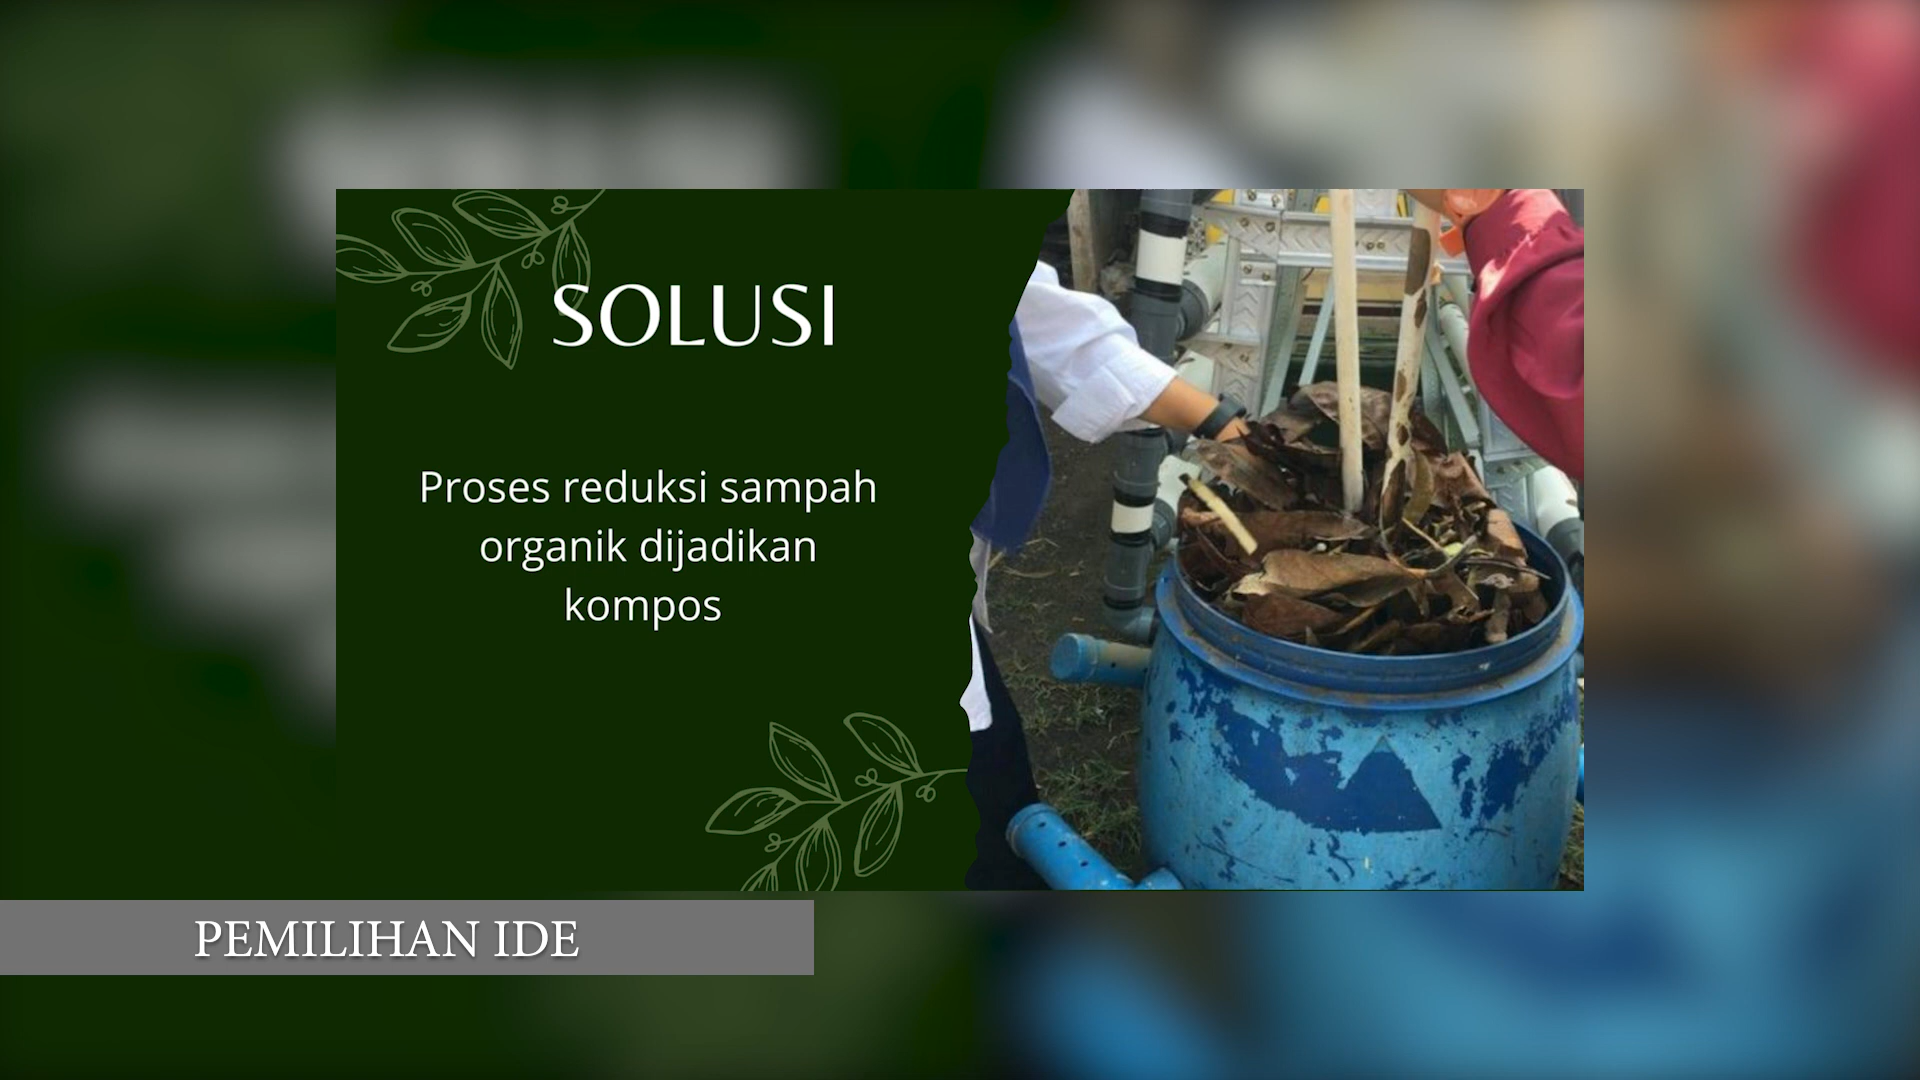 SOLUSI
Proses reduksi sampah
organik dijadikan
kompos
PEMILIHAN IDE